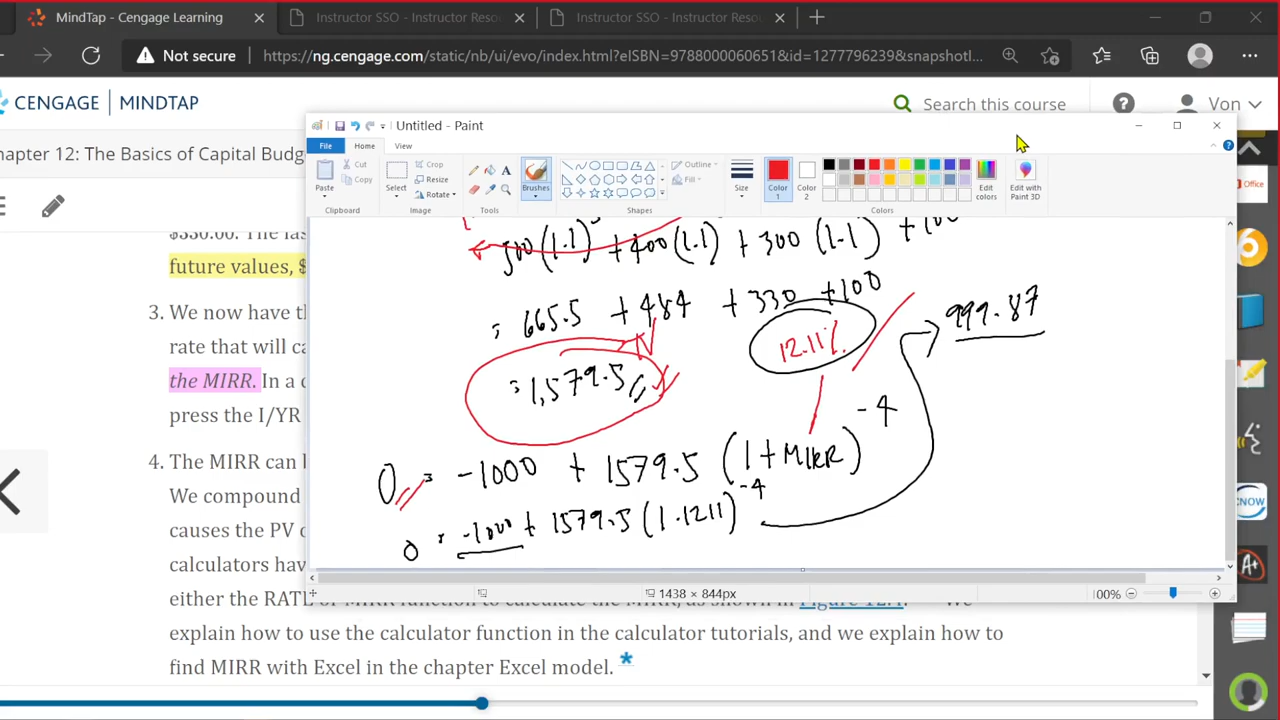 MindTap - Cengage Learning
Instructor SSO - Instructor Reso
Instructor SSO - Instructor Reso
Not secure
https://ng.cengage.com/static/nb/ui/evo/index.html?eISBN=9788000060651&id=1277796239&snapshotI...
CENGAGE | MINDTAP
Search this course
Von
hapter 12: The Basics of Capital Budg
Untitled - Paint
File
Home
View
Paste
Cut
Copy
Clipboard
Select
Crop
Resize
Rotate
Image
Tools
Brushes
Shapes
Outline
Fill
Size
Color 1
Color 2
Edit colors
Edit with Paint 3D
Colors
Office
$330.00. The las
future values, $
3. We now have th
rate that will ca
the MIRR. In a c
press the I/YR
4. The MIRR can b
We compound
causes the PV o
calculators hav
either the RATE or MIRR function to calculate the MIRR, as shown in Figure 12.4.
We
explain how to use the calculator function in the calculator tutorials, and we explain how to
find MIRR with Excel in the chapter Excel model. *
500(1.1)³ + 400(1.1) + 300(1.1) + 100
= 665.5 + 484 + 330 + 100
999.87
12.11%
= 1,579.5
0 = -1000 + 1579.5 (1+MIRR)^-4
0 = -1000 + 1579.5 (1.1211)^-4
1438 × 844px
100%
CNOW
A+